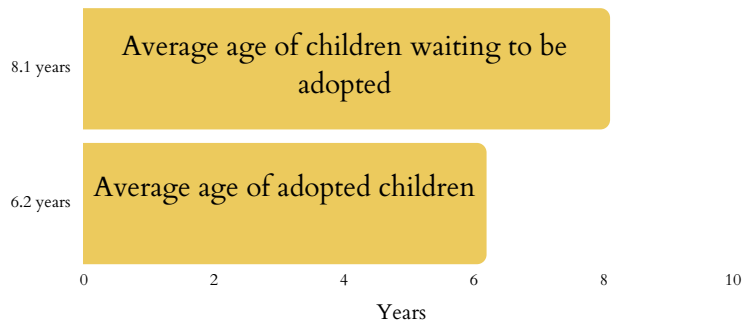 Average age of children waiting to be
adopted
8.1 years
Average age of adopted children
6.2 years
0 2 4 6 8 10
Years